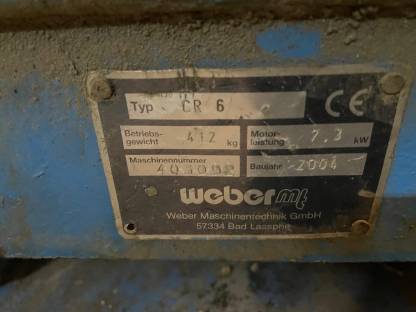 Typ CR 6 CE
Betriebs-
gewicht 412 kg
Motor-
leistung 7.3 kW
Maschinennummer
Baujahr 2004
weber mt
Weber Maschinentechnik GmbH
57334 Bad Laasphe